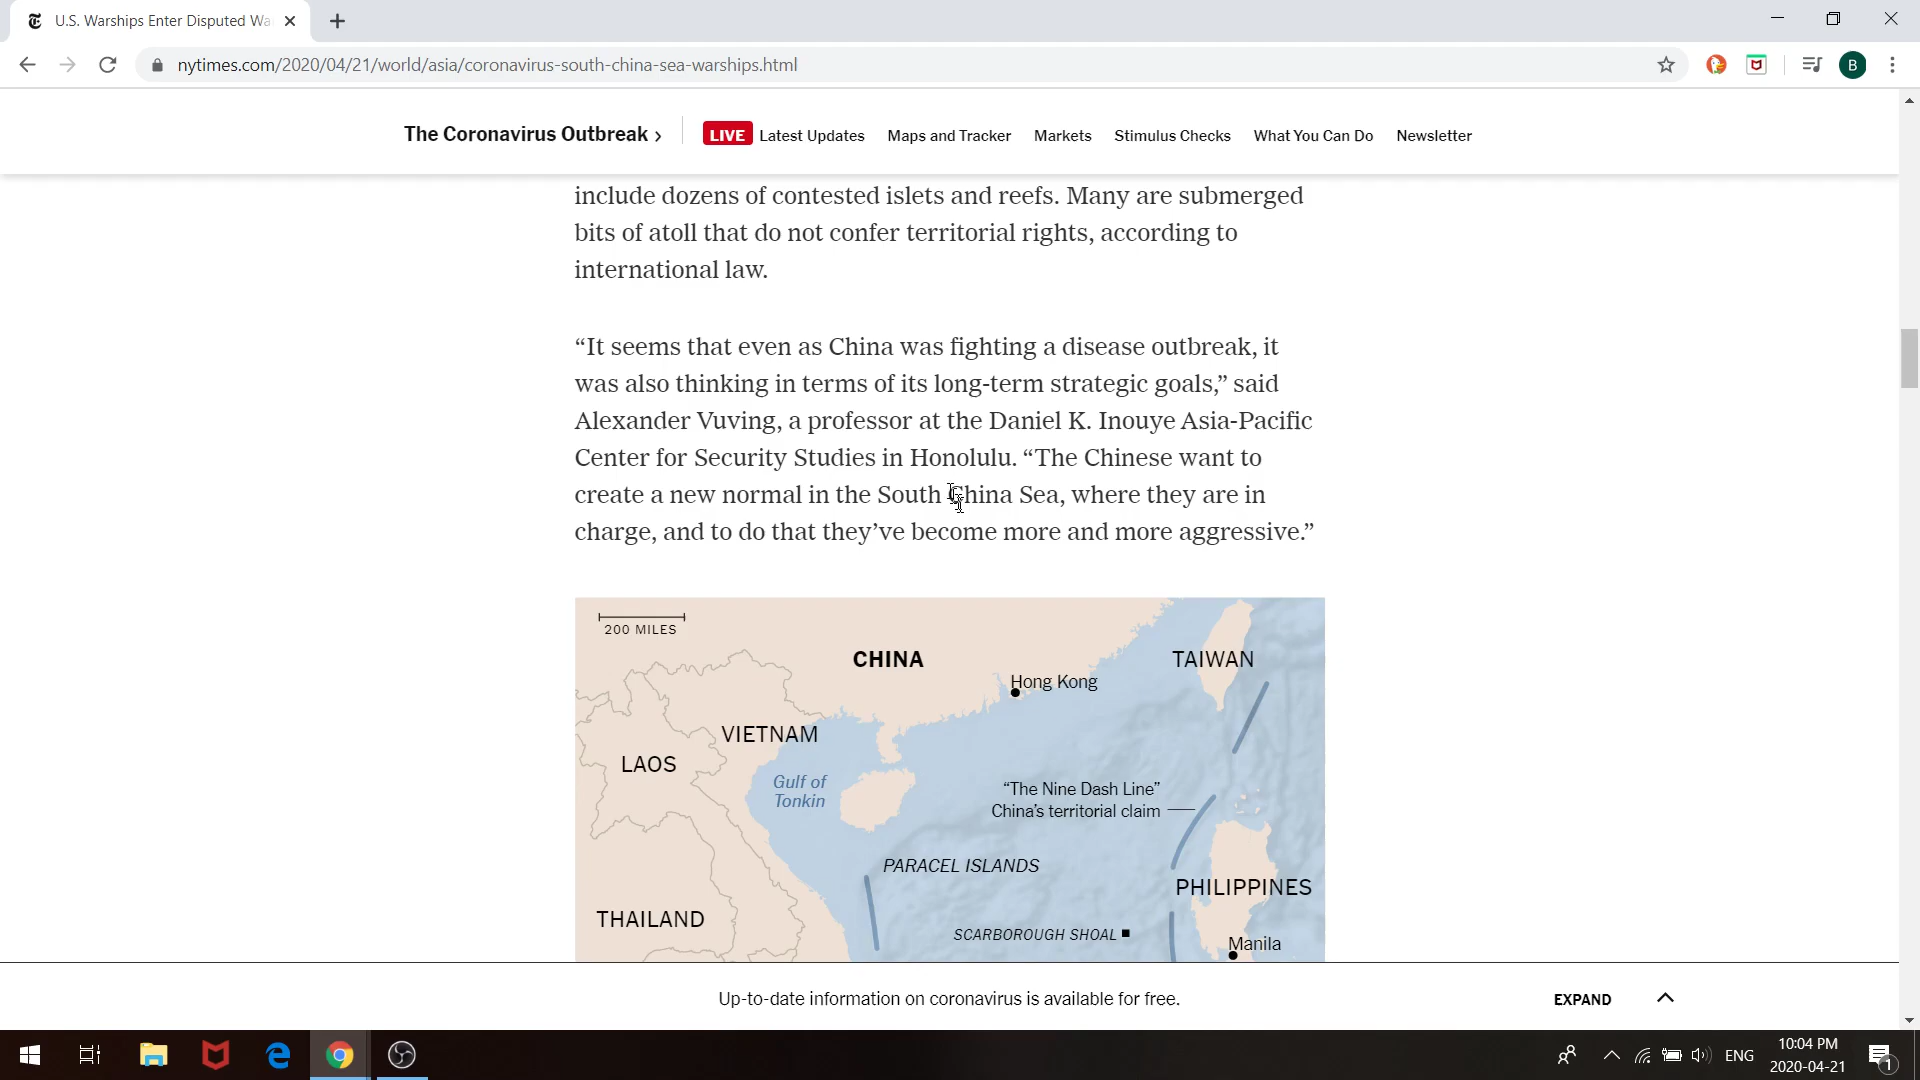 U.S. Warships Enter Disputed Wa
nytimes.com/2020/04/21/world/asia/coronavirus-south-china-sea-warships.html
B
The Coronavirus Outbreak ›
LIVE Latest Updates Maps and Tracker Markets Stimulus Checks What You Can Do Newsletter
include dozens of contested islets and reefs. Many are submerged
bits of atoll that do not confer territorial rights, according to
international law.
“It seems that even as China was fighting a disease outbreak, it
was also thinking in terms of its long-term strategic goals,” said
Alexander Vuving, a professor at the Daniel K. Inouye Asia-Pacific
Center for Security Studies in Honolulu. “The Chinese want to
create a new normal in the South China Sea, where they are in
charge, and to do that they’ve become more and more aggressive.”
200 MILES
CHINA
TAIWAN
Hong Kong
VIETNAM
LAOS
Gulf of
Tonkin
“The Nine Dash Line”
China’s territorial claim
PARACEL ISLANDS
PHILIPPINES
THAILAND
SCARBOROUGH SHOAL
Manila
Up-to-date information on coronavirus is available for free.
EXPAND
ENG
10:04 PM
2020-04-21
1